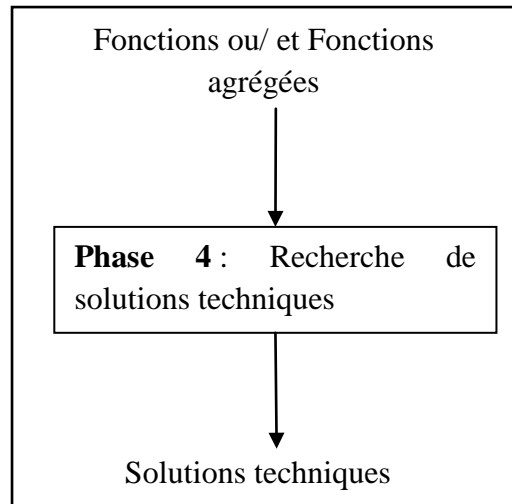 Fonctions ou/ et Fonctions
agrégées
Phase 4 : Recherche de
solutions techniques
Solutions techniques